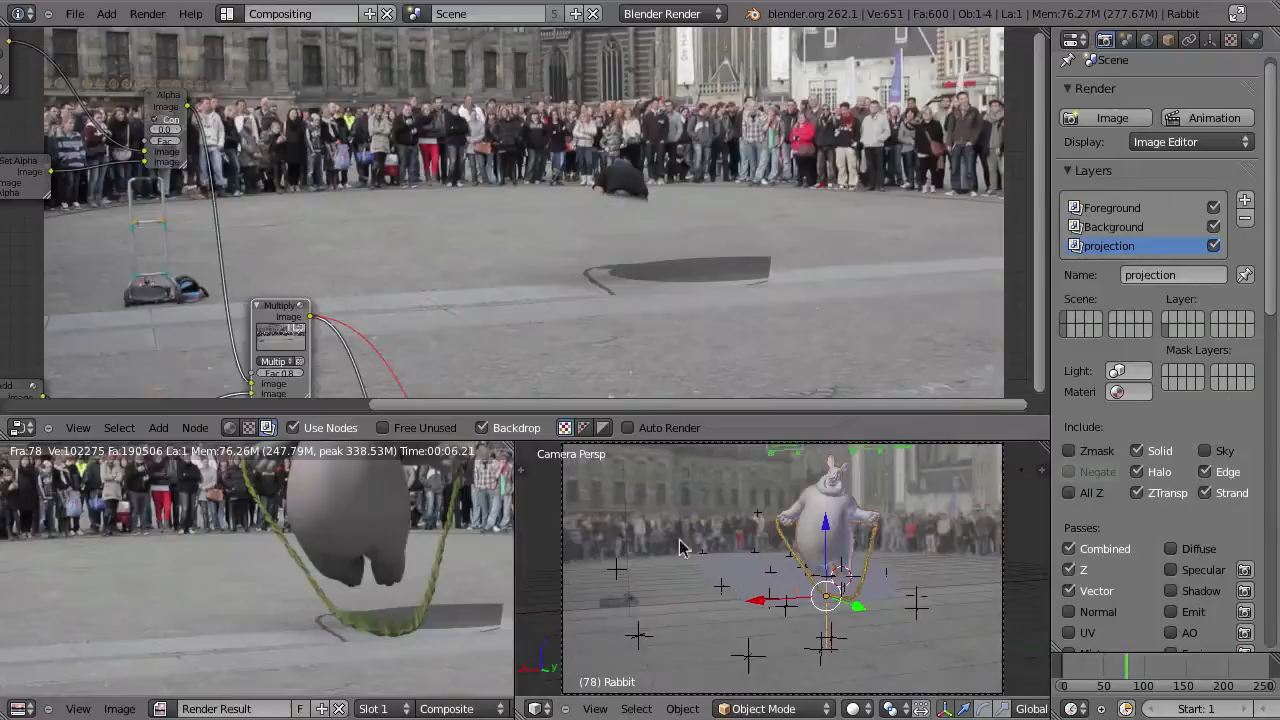 File Add Render Help Compositing Scene 5 Blender Render blender.org 262.1 | Ve:651 | Fa:600 | Ob:1-4 | La:1 | Mem:76.27M (277.67M) | Rabbit
Scene
Render
Image Animation
Display: Image Editor
Layers
Foreground
Background
projection
Name: projection
Scene: Layer:
Mask Layers:
Light:
Materi
Include:
Zmask Solid Sky
Negate Halo Edge
All Z ZTransp Strand
Passes:
Combined Diffuse
Z Specular
Vector Shadow
Normal Emit
UV AO
0 50 100 150 200 250
Start: 1
Alpha
Image
Con
0.0
Fac
Image
Image
Set Alpha
Image
mage
Alpha
Multiply
Image
Multip
Fac 0.8
Image
Image
Add
View Select Add Node Use Nodes Free Unused Backdrop Auto Render
Fra:78 Ve:102275 Fa:190506 La:1 Mem:76.26M (247.79M, peak 338.53M) Time:00:06.21
View Image Render Result F Slot 1 Composite
Camera Persp
y
(78) Rabbit
View Select Object Object Mode Global